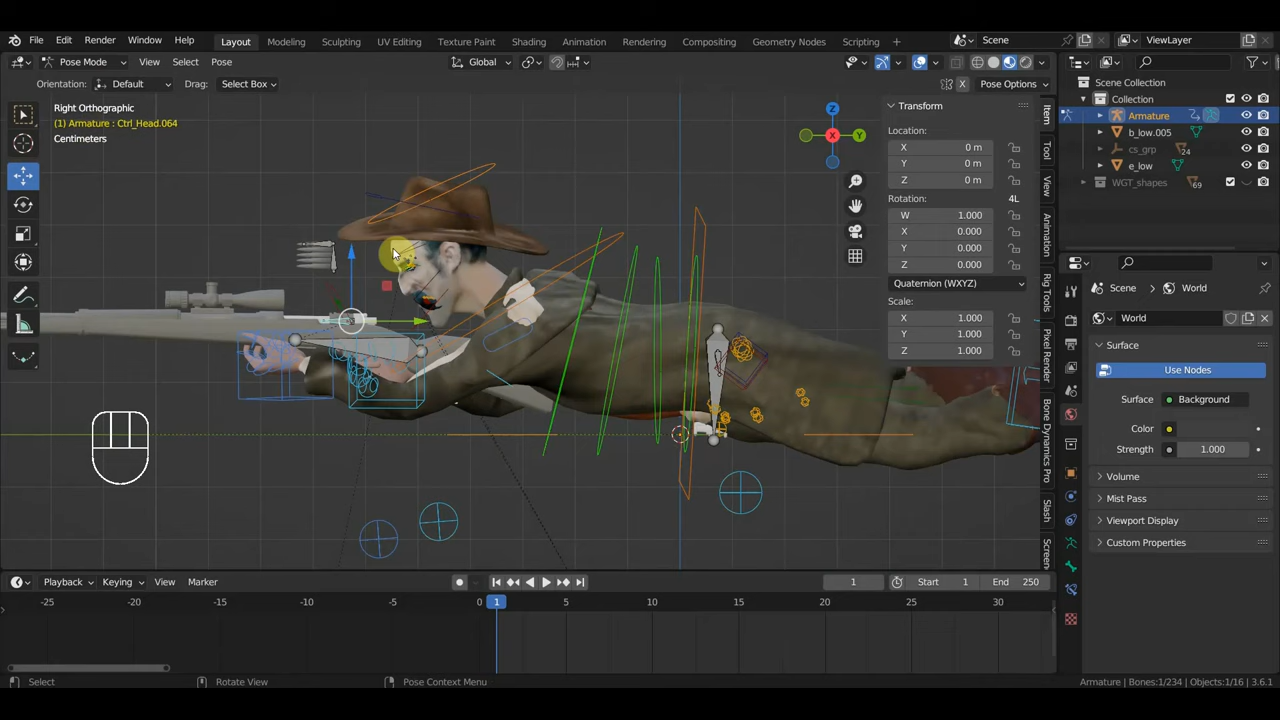 File Edit Render Window Help Layout Modeling Sculpting UV Editing Texture Paint Shading Animation Rendering Compositing Geometry Nodes Scripting + Scene ViewLayer
Pose Mode View Select Pose Global
Orientation: Default Drag: Select Box X Pose Options
Scene Collection
Collection
Armature
b_low.005
cs_grp 24
e_low
WGT_shapes 69
Right Orthographic
(1) Armature : Ctrl_Head.064
Centimeters
Z
Y
X
Transform
Location:
X 0 m
Y 0 m
Z 0 m
Rotation: 4L
W 1.000
X 0.000
Y 0.000
Z 0.000
Quaternion (WXYZ)
Scale:
X 1.000
Y 1.000
Z 1.000
Item
Tool
View
Animation
Rig Tools
Pixel Render
Bone Dynamics Pro
Slash
Screen
Scene World
World
Surface
Use Nodes
Surface Background
Color
Strength 1.000
Volume
Mist Pass
Viewport Display
Custom Properties
Playback Keying View Marker 1 Start 1 End 250
-25 -20 -15 -10 -5 0 1 5 10 15 20 25 30
Select Rotate View Pose Context Menu Armature | Bones:1/234 | Objects:1/16 | 3.6.1